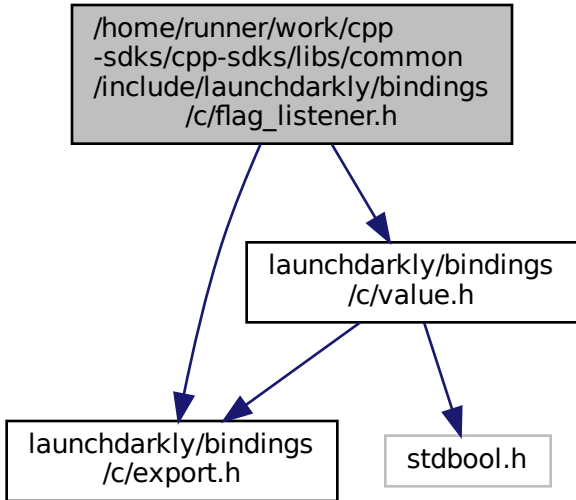 /home/runner/work/cpp
-sdks/cpp-sdks/libs/common
/include/launchdarkly/bindings
/c/flag_listener.h
launchdarkly/bindings
/c/value.h
launchdarkly/bindings
/c/export.h
stdbool.h